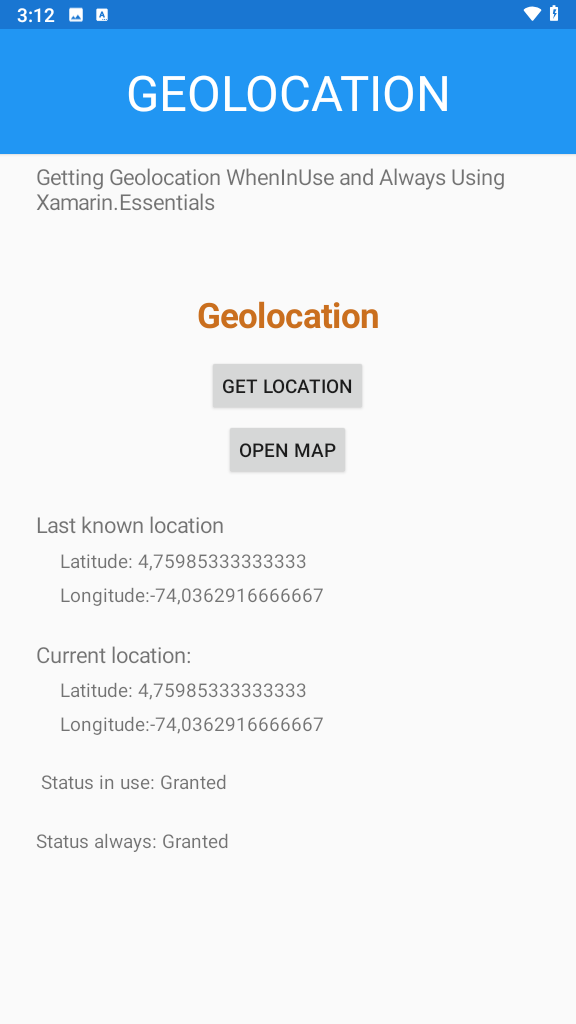 3:12
GEOLOCATION
Getting Geolocation WhenInUse and Always Using
Xamarin.Essentials
Geolocation
GET LOCATION
OPEN MAP
Last known location
Latitude: 4,75985333333333
Longitude:-74,0362916666667
Current location:
Latitude: 4,75985333333333
Longitude:-74,0362916666667
Status in use: Granted
Status always: Granted